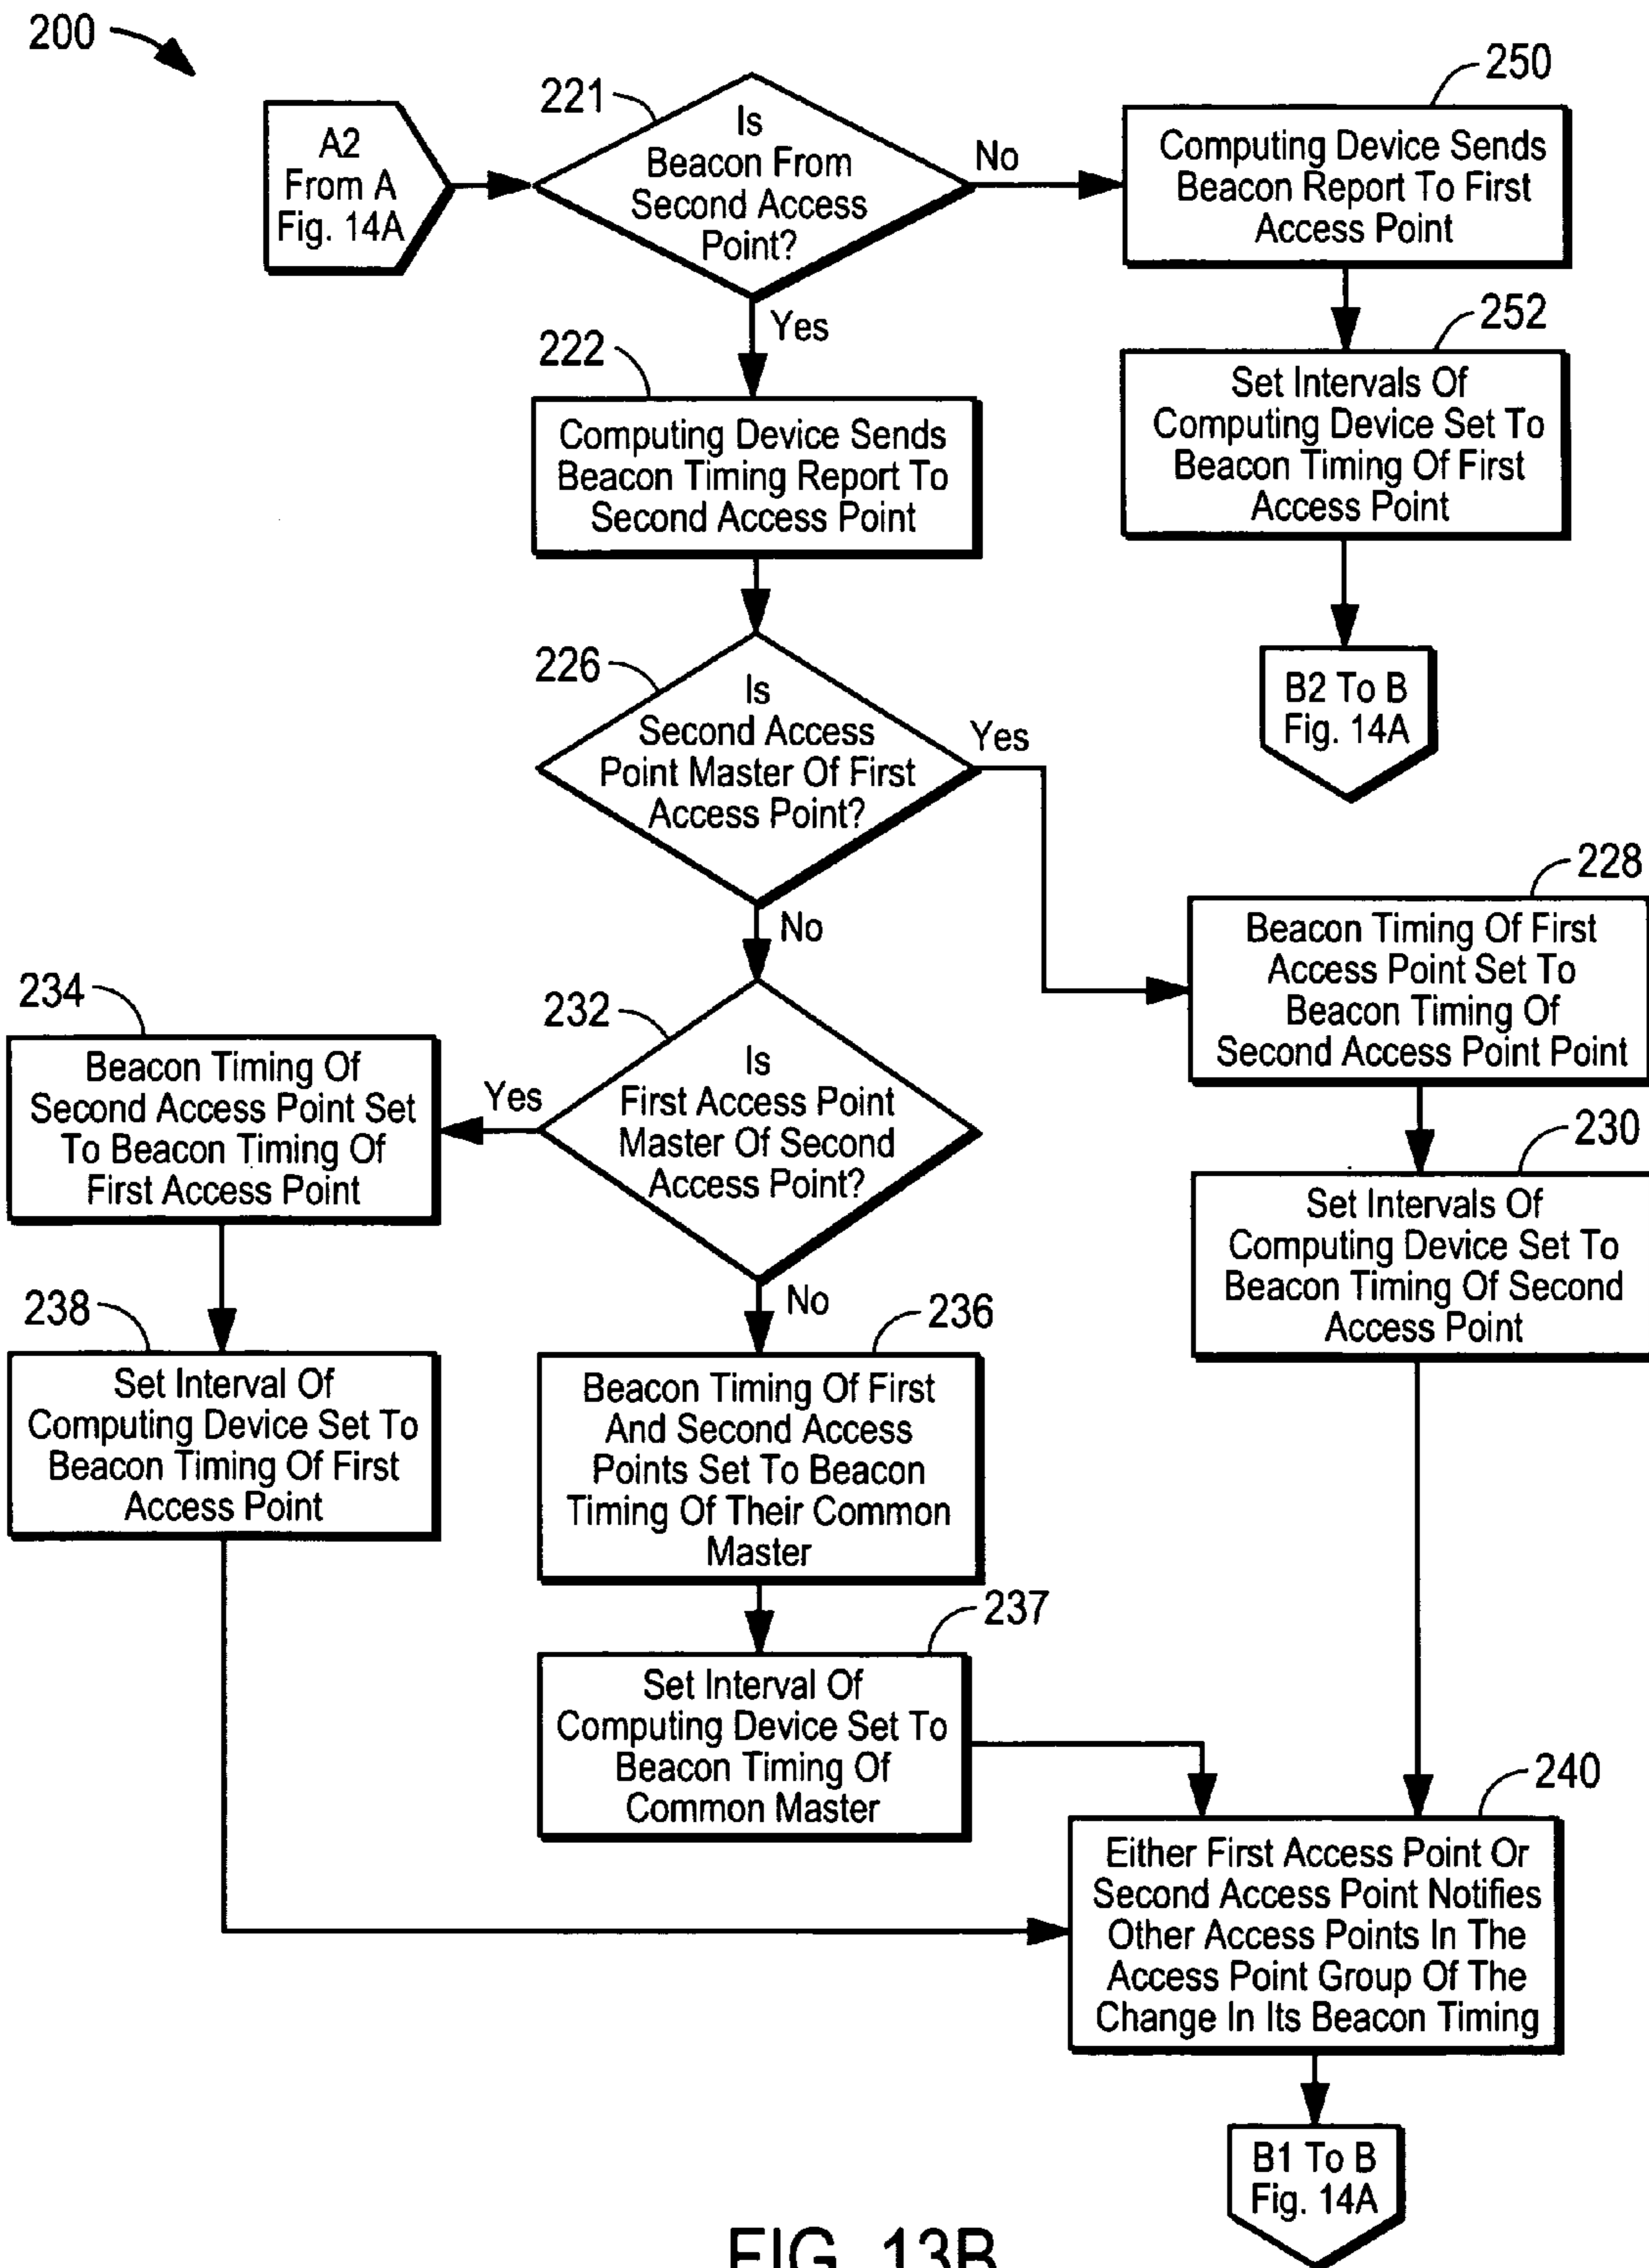 200
A2
From A
Fig. 14A
221
Is
Beacon From
Second Access
Point?
No
250
Computing Device Sends
Beacon Report To First
Access Point
Yes
222
Computing Device Sends
Beacon Timing Report To
Second Access Point
252
Set Intervals Of
Computing Device Set To
Beacon Timing Of First
Access Point
B2 To B
Fig. 14A
226
Is
Second Access
Point Master Of First
Access Point?
Yes
No
228
Beacon Timing Of First
Access Point Set To
Beacon Timing Of
Second Access Point Point
230
Set Intervals Of
Computing Device Set To
Beacon Timing Of Second
Access Point
232
Is
First Access Point
Master Of Second
Access Point?
Yes
No
234
Beacon Timing Of
Second Access Point Set
To Beacon Timing Of
First Access Point
238
Set Interval Of
Computing Device Set To
Beacon Timing Of First
Access Point
236
Beacon Timing Of First
And Second Access
Points Set To Beacon
Timing Of Their Common
Master
237
Set Interval Of
Computing Device Set To
Beacon Timing Of
Common Master
240
Either First Access Point Or
Second Access Point Notifies
Other Access Points In The
Access Point Group Of The
Change In Its Beacon Timing
B1 To B
Fig. 14A
FIG. 13B